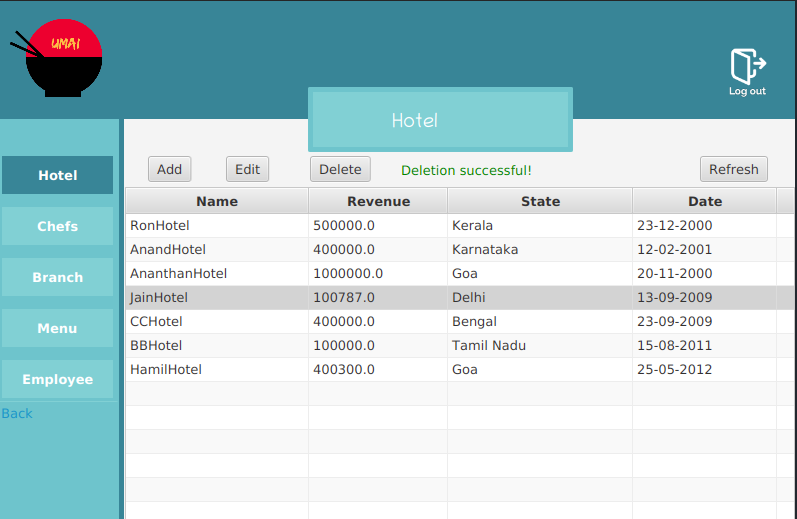 UMAI
Log out
Hotel
Add Edit Delete Deletion successful! Refresh
Hotel
Chefs
Branch
Menu
Employee
Back
Name Revenue State Date
RonHotel 500000.0 Kerala 23-12-2000
AnandHotel 400000.0 Karnataka 12-02-2001
AnanthanHotel 1000000.0 Goa 20-11-2000
JainHotel 100787.0 Delhi 13-09-2009
CCHotel 400000.0 Bengal 23-09-2009
BBHotel 100000.0 Tamil Nadu 15-08-2011
HamilHotel 400300.0 Goa 25-05-2012